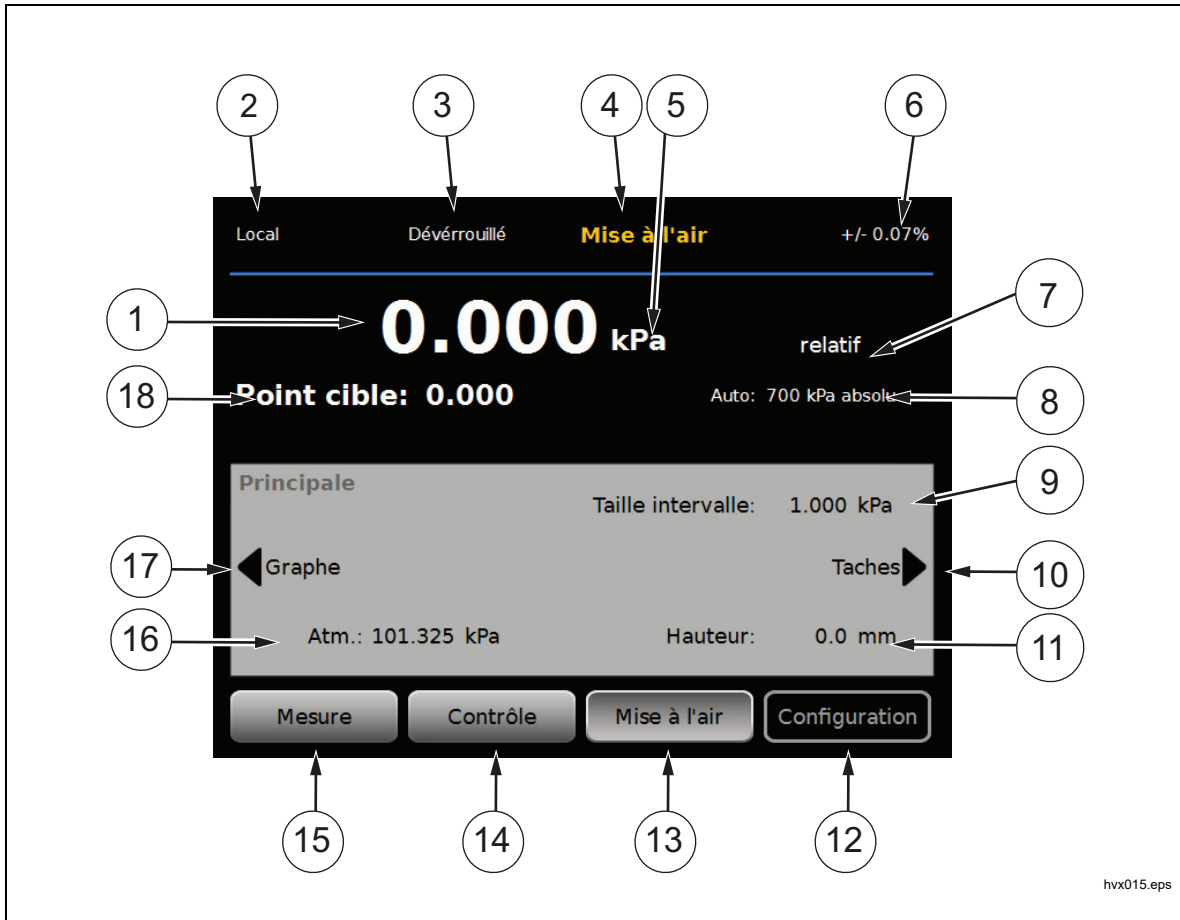 2 3 4 5 6
Local Dévérrouillé Mise à l'air +/- 0.07%
1 0.000 kPa relatif 7
18 Point cible: 0.000 Auto: 700 kPa absolu 8
Principale
Taille intervalle: 1.000 kPa 9
17 Graphe Taches 10
16 Atm.: 101.325 kPa Hauteur: 0.0 mm 11
Mesure Contrôle Mise à l'air Configuration
15 14 13 12
hvx015.eps